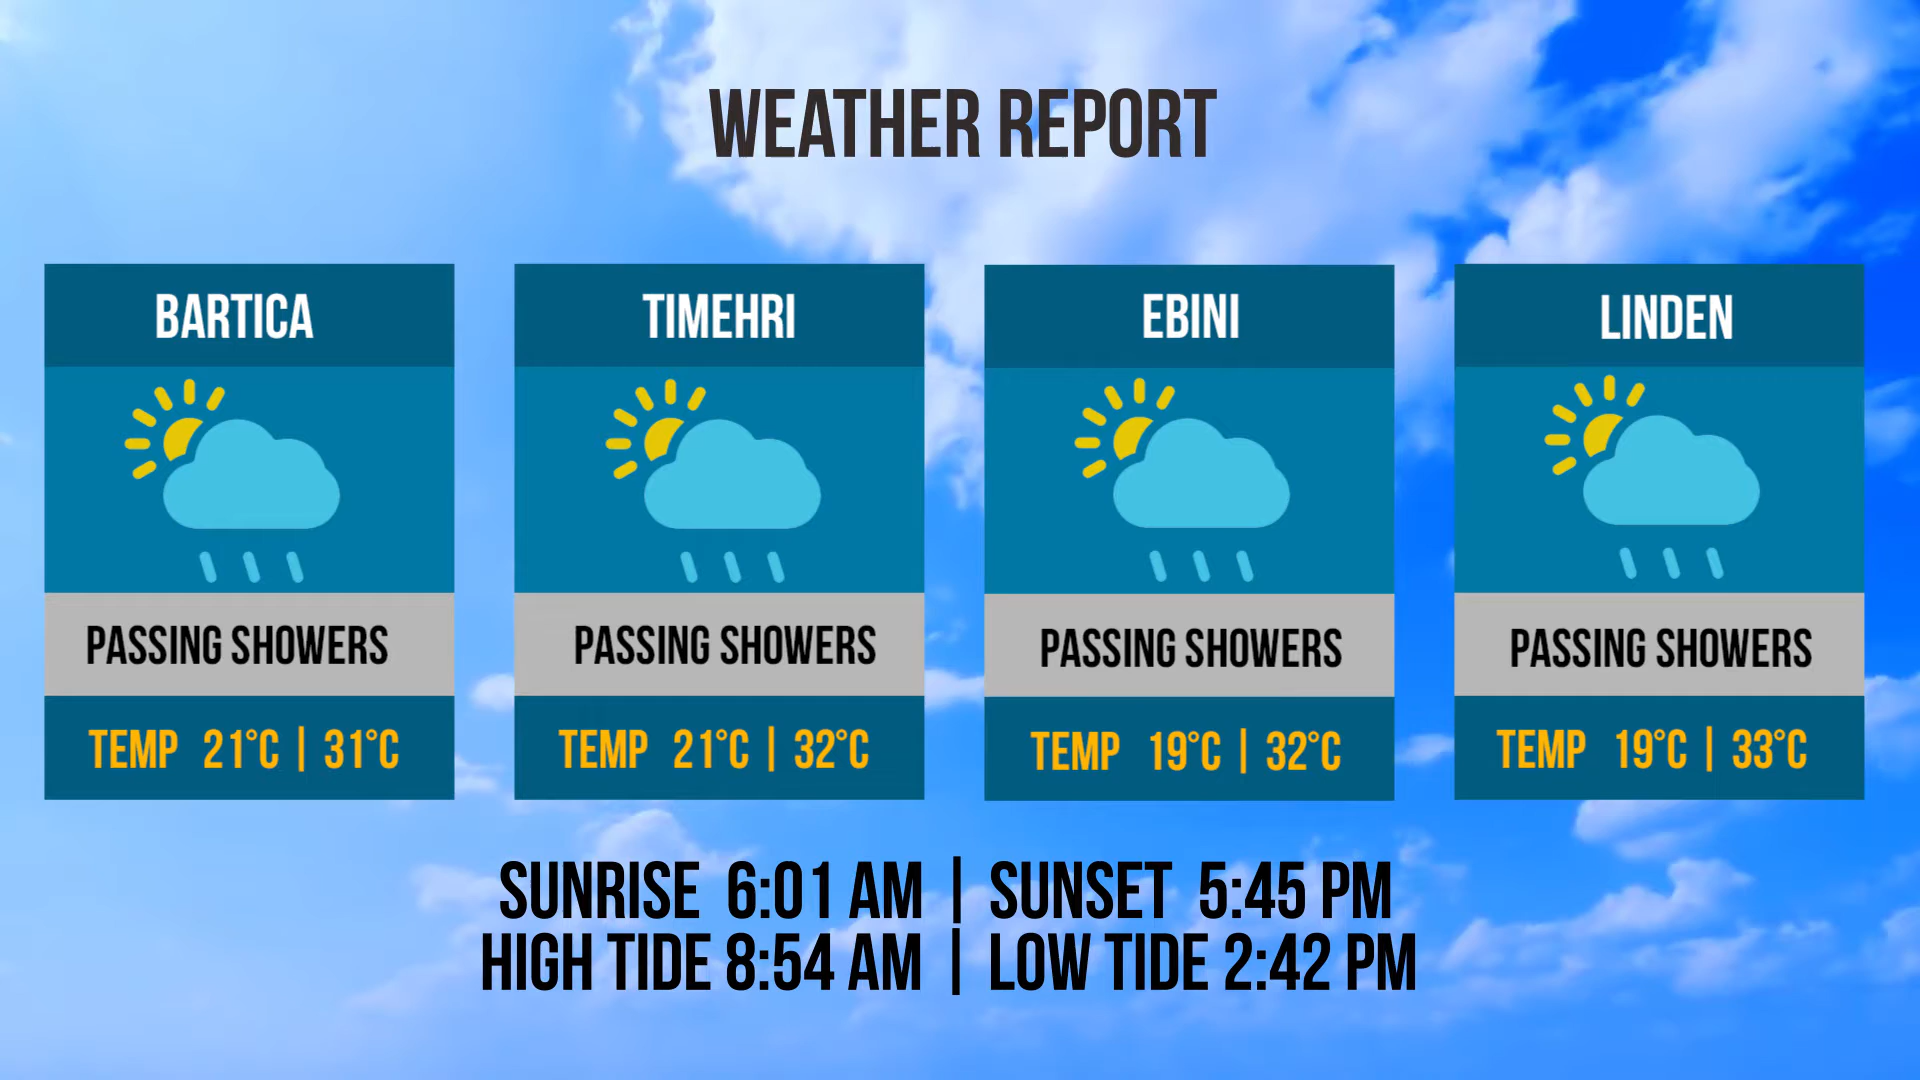 WEATHER REPORT
BARTICA
PASSING SHOWERS
TEMP 21°C | 31°C
TIMEHRI
PASSING SHOWERS
TEMP 21°C | 32°C
EBINI
PASSING SHOWERS
TEMP 19°C | 32°C
LINDEN
PASSING SHOWERS
TEMP 19°C | 33°C
SUNRISE 6:01 AM | SUNSET 5:45 PM
HIGH TIDE 8:54 AM | LOW TIDE 2:42 PM